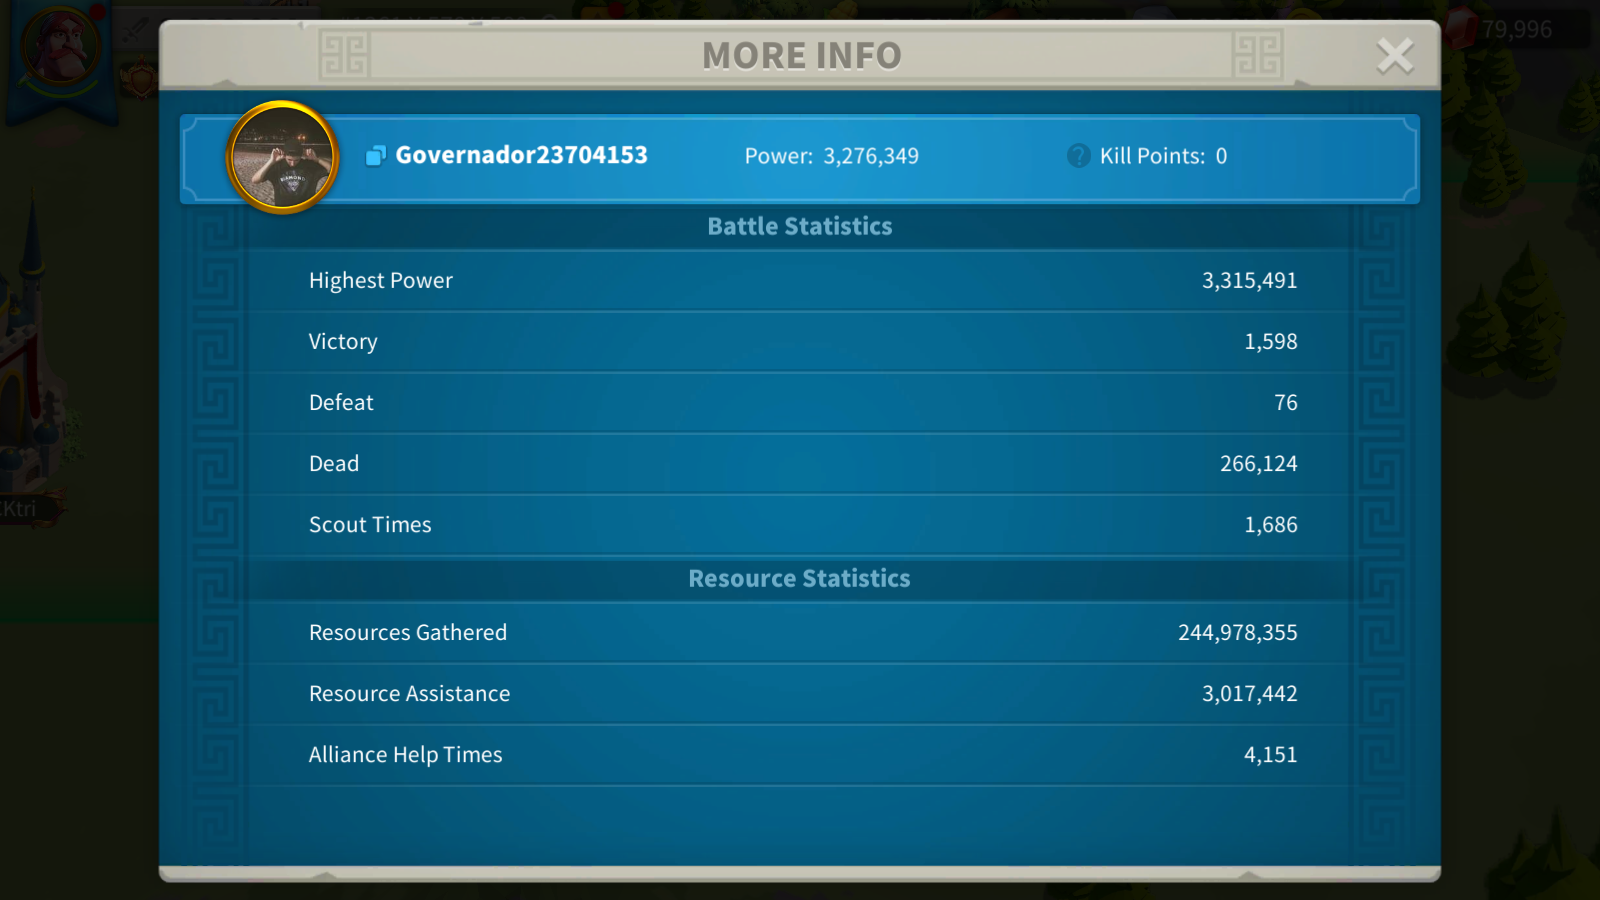 MORE INFO
79,996
Governador23704153 Power: 3,276,349 ? Kill Points: 0
DIAMOND
Battle Statistics
Highest Power 3,315,491
Victory 1,598
Defeat 76
Dead 266,124
Scout Times 1,686
Ktri
Resource Statistics
Resources Gathered 244,978,355
Resource Assistance 3,017,442
Alliance Help Times 4,151